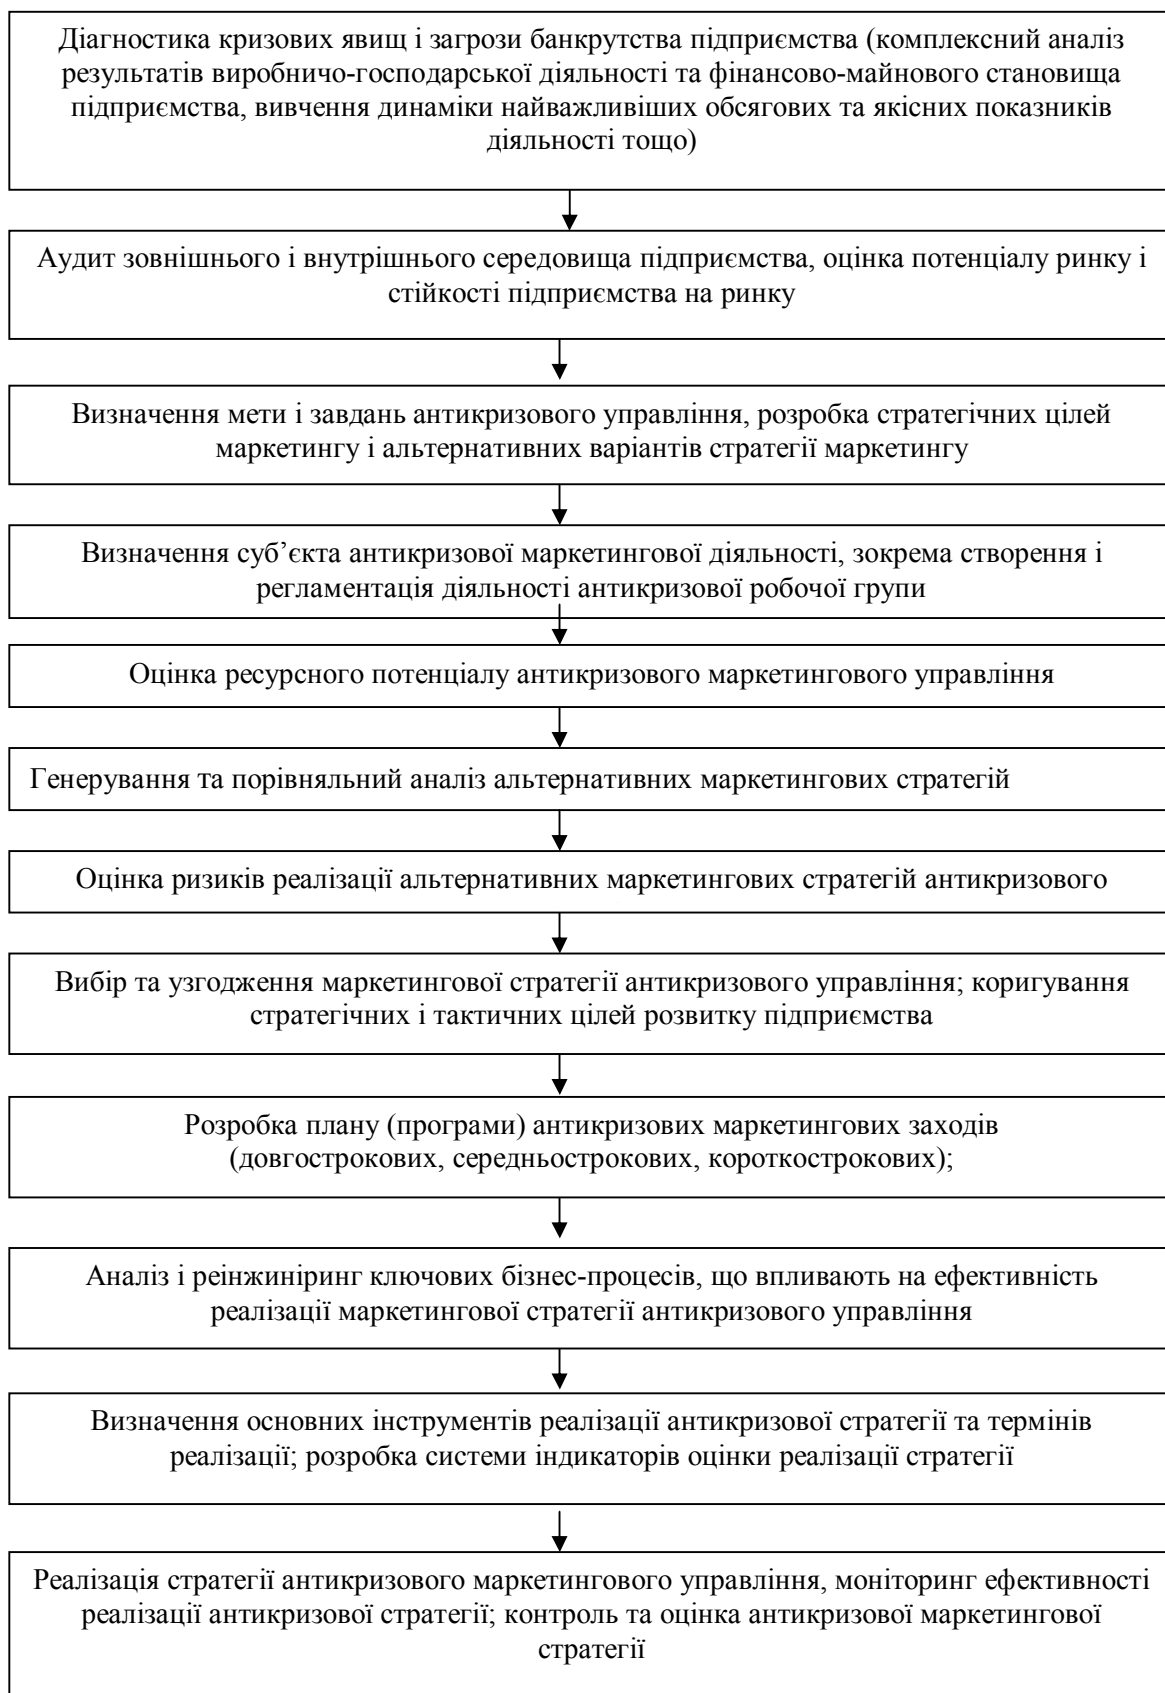 Діагностика кризових явищ і загрози банкрутства підприємства (комплексний аналіз
результатів виробничо-господарської діяльності та фінансово-майнового становища
підприємства, вивчення динаміки найважливіших обсягових та якісних показників
діяльності тощо)
Аудит зовнішнього і внутрішнього середовища підприємства, оцінка потенціалу ринку і
стійкості підприємства на ринку
Визначення мети і завдань антикризового управління, розробка стратегічних цілей
маркетингу і альтернативних варіантів стратегії маркетингу
Визначення суб’єкта антикризової маркетингової діяльності, зокрема створення і
регламентація діяльності антикризової робочої групи
Оцінка ресурсного потенціалу антикризового маркетингового управління
Генерування та порівняльний аналіз альтернативних маркетингових стратегій
Оцінка ризиків реалізації альтернативних маркетингових стратегій антикризового
Вибір та узгодження маркетингової стратегії антикризового управління; коригування
стратегічних і тактичних цілей розвитку підприємства
Розробка плану (програми) антикризових маркетингових заходів
(довгострокових, середньострокових, короткострокових);
Аналіз і реінжиніринг ключових бізнес-процесів, що впливають на ефективність
реалізації маркетингової стратегії антикризового управління
Визначення основних інструментів реалізації антикризової стратегії та термінів
реалізації; розробка системи індикаторів оцінки реалізації стратегії
Реалізація стратегії антикризового маркетингового управління, моніторинг ефективності
реалізації антикризової стратегії; контроль та оцінка антикризової маркетингової
стратегії